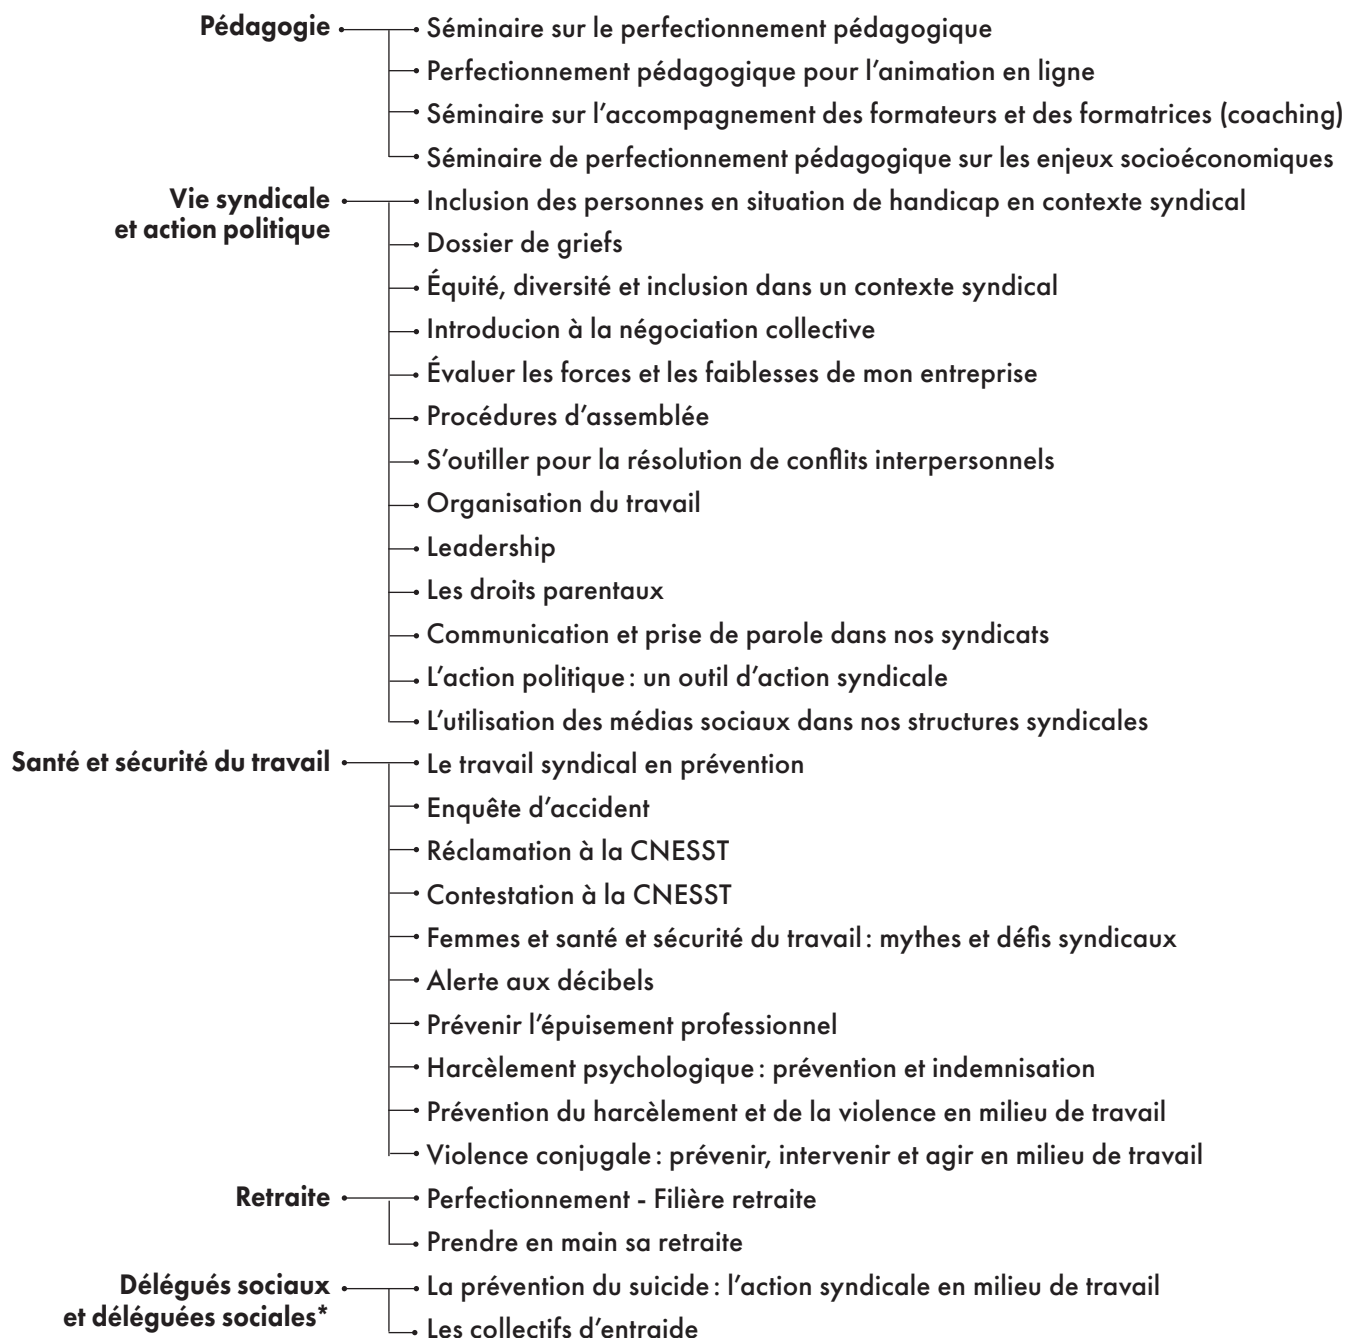 Pédagogie
Séminaire sur le perfectionnement pédagogique
Perfectionnement pédagogique pour l'animation en ligne
Séminaire sur l'accompagnement des formateurs et des formatrices (coaching)
Séminaire de perfectionnement pédagogique sur les enjeux socioéconomiques
Vie syndicale
et action politique
Inclusion des personnes en situation de handicap en contexte syndical
Dossier de griefs
Équité, diversité et inclusion dans un contexte syndical
Introducion à la négociation collective
Évaluer les forces et les faiblesses de mon entreprise
Procédures d'assemblée
S'outiller pour la résolution de conflits interpersonnels
Organisation du travail
Leadership
Les droits parentaux
Communication et prise de parole dans nos syndicats
L'action politique : un outil d'action syndicale
L'utilisation des médias sociaux dans nos structures syndicales
Santé et sécurité du travail
Le travail syndical en prévention
Enquête d'accident
Réclamation à la CNESST
Contestation à la CNESST
Femmes et santé et sécurité du travail : mythes et défis syndicaux
Alerte aux décibels
Prévenir l'épuisement professionnel
Harcèlement psychologique : prévention et indemnisation
Prévention du harcèlement et de la violence en milieu de travail
Violence conjugale : prévenir, intervenir et agir en milieu de travail
Retraite
Perfectionnement - Filière retraite
Prendre en main sa retraite
Délégués sociaux
et déléguées sociales*
La prévention du suicide : l'action syndicale en milieu de travail
Les collectifs d'entraide